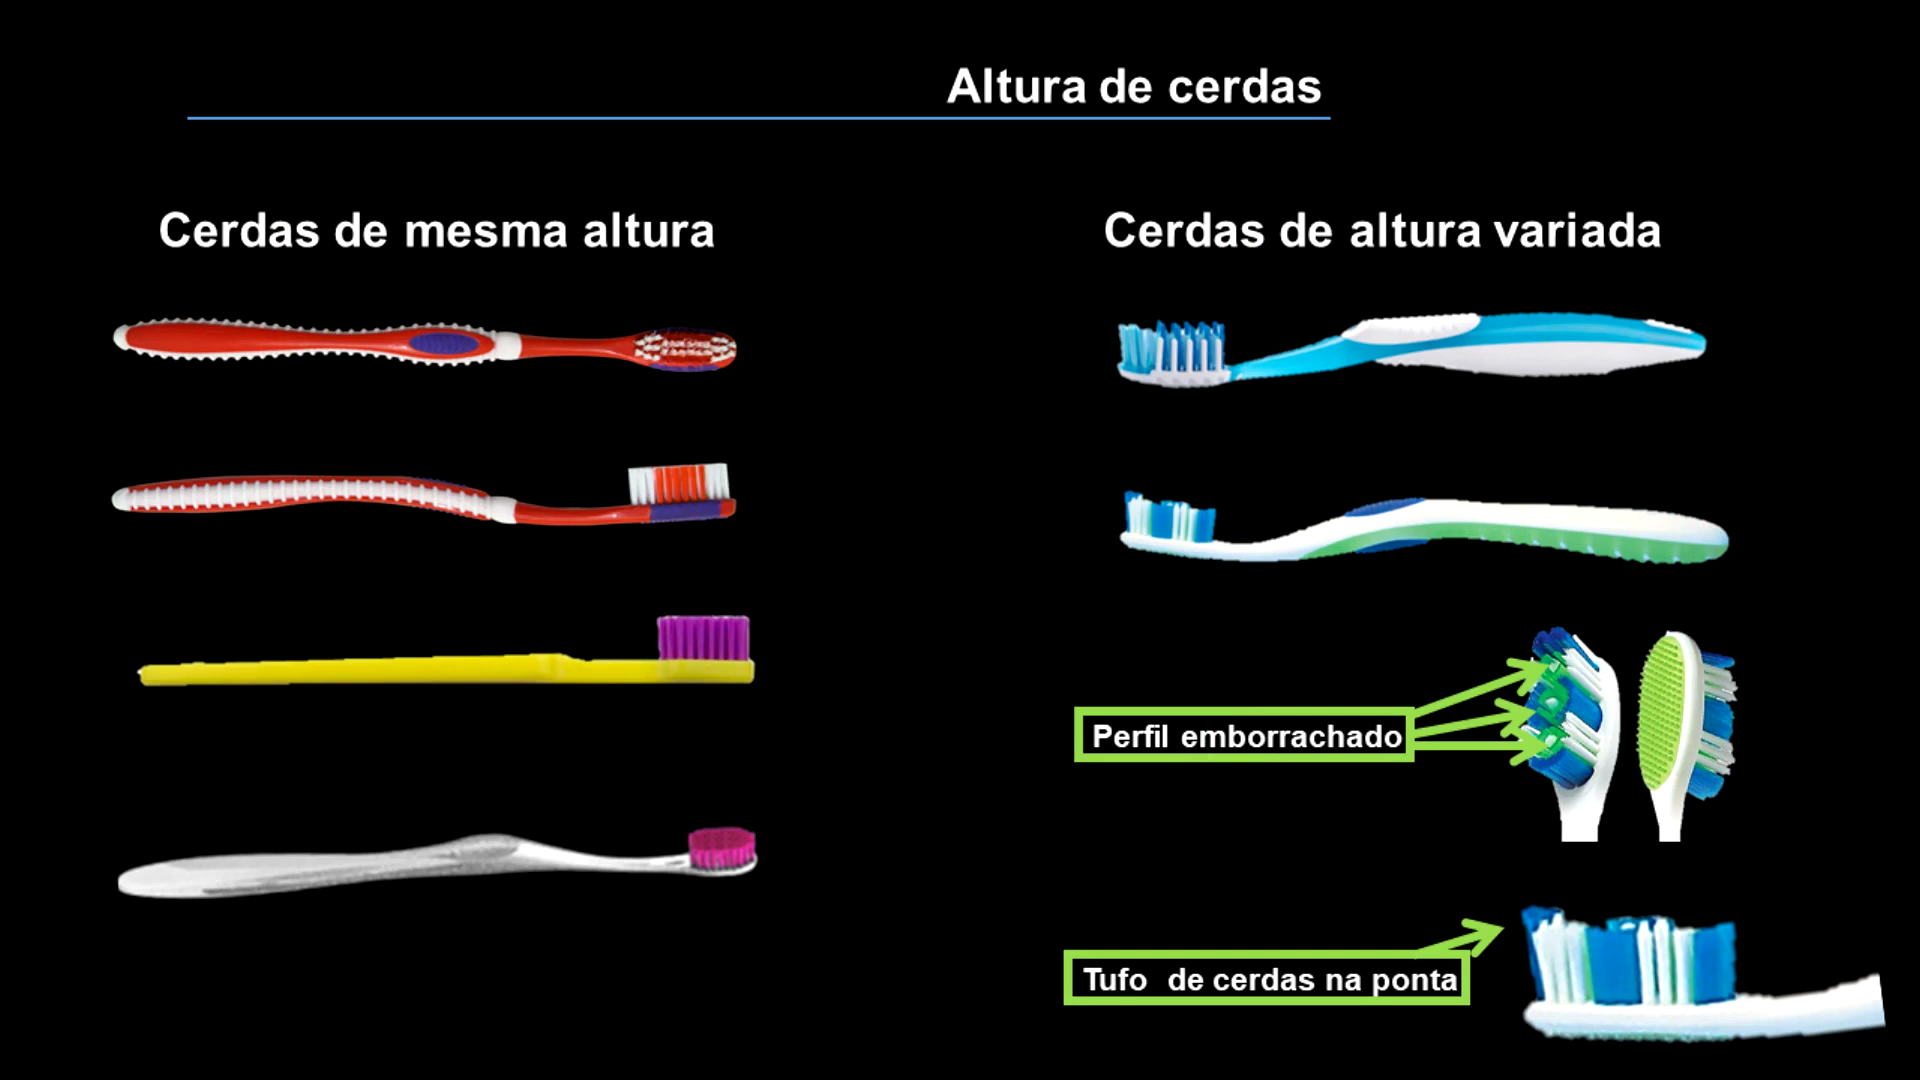 Altura de cerdas
Cerdas de mesma altura
Cerdas de altura variada
Perfil emborrachado
Tufo de cerdas na ponta